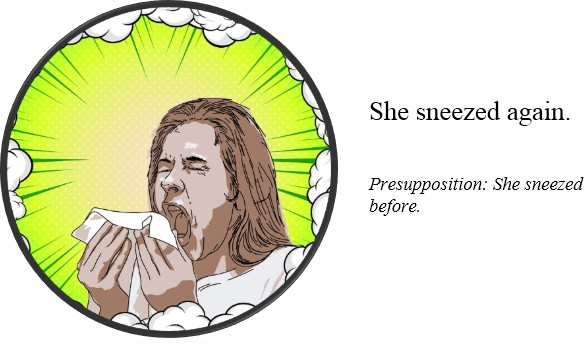 She sneezed again.
Presupposition: She sneezed
before.